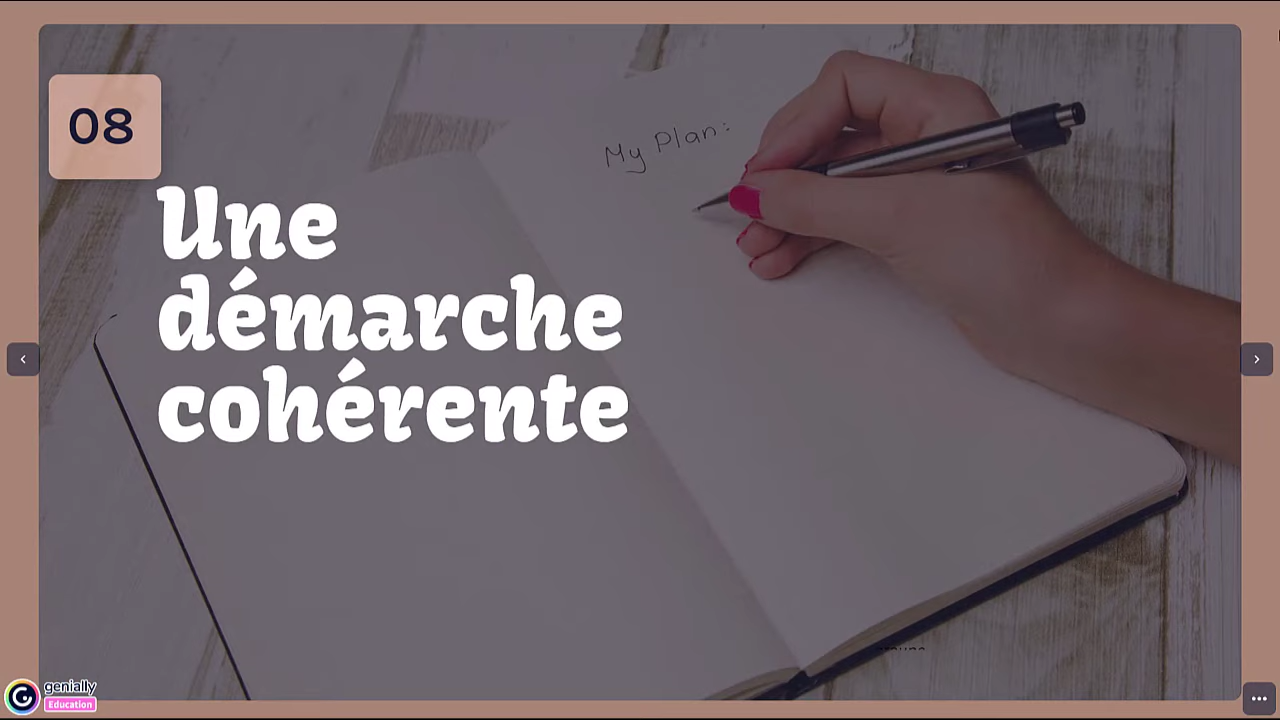 08
My Plan:
Une
démarche
cohérente
genially
Education